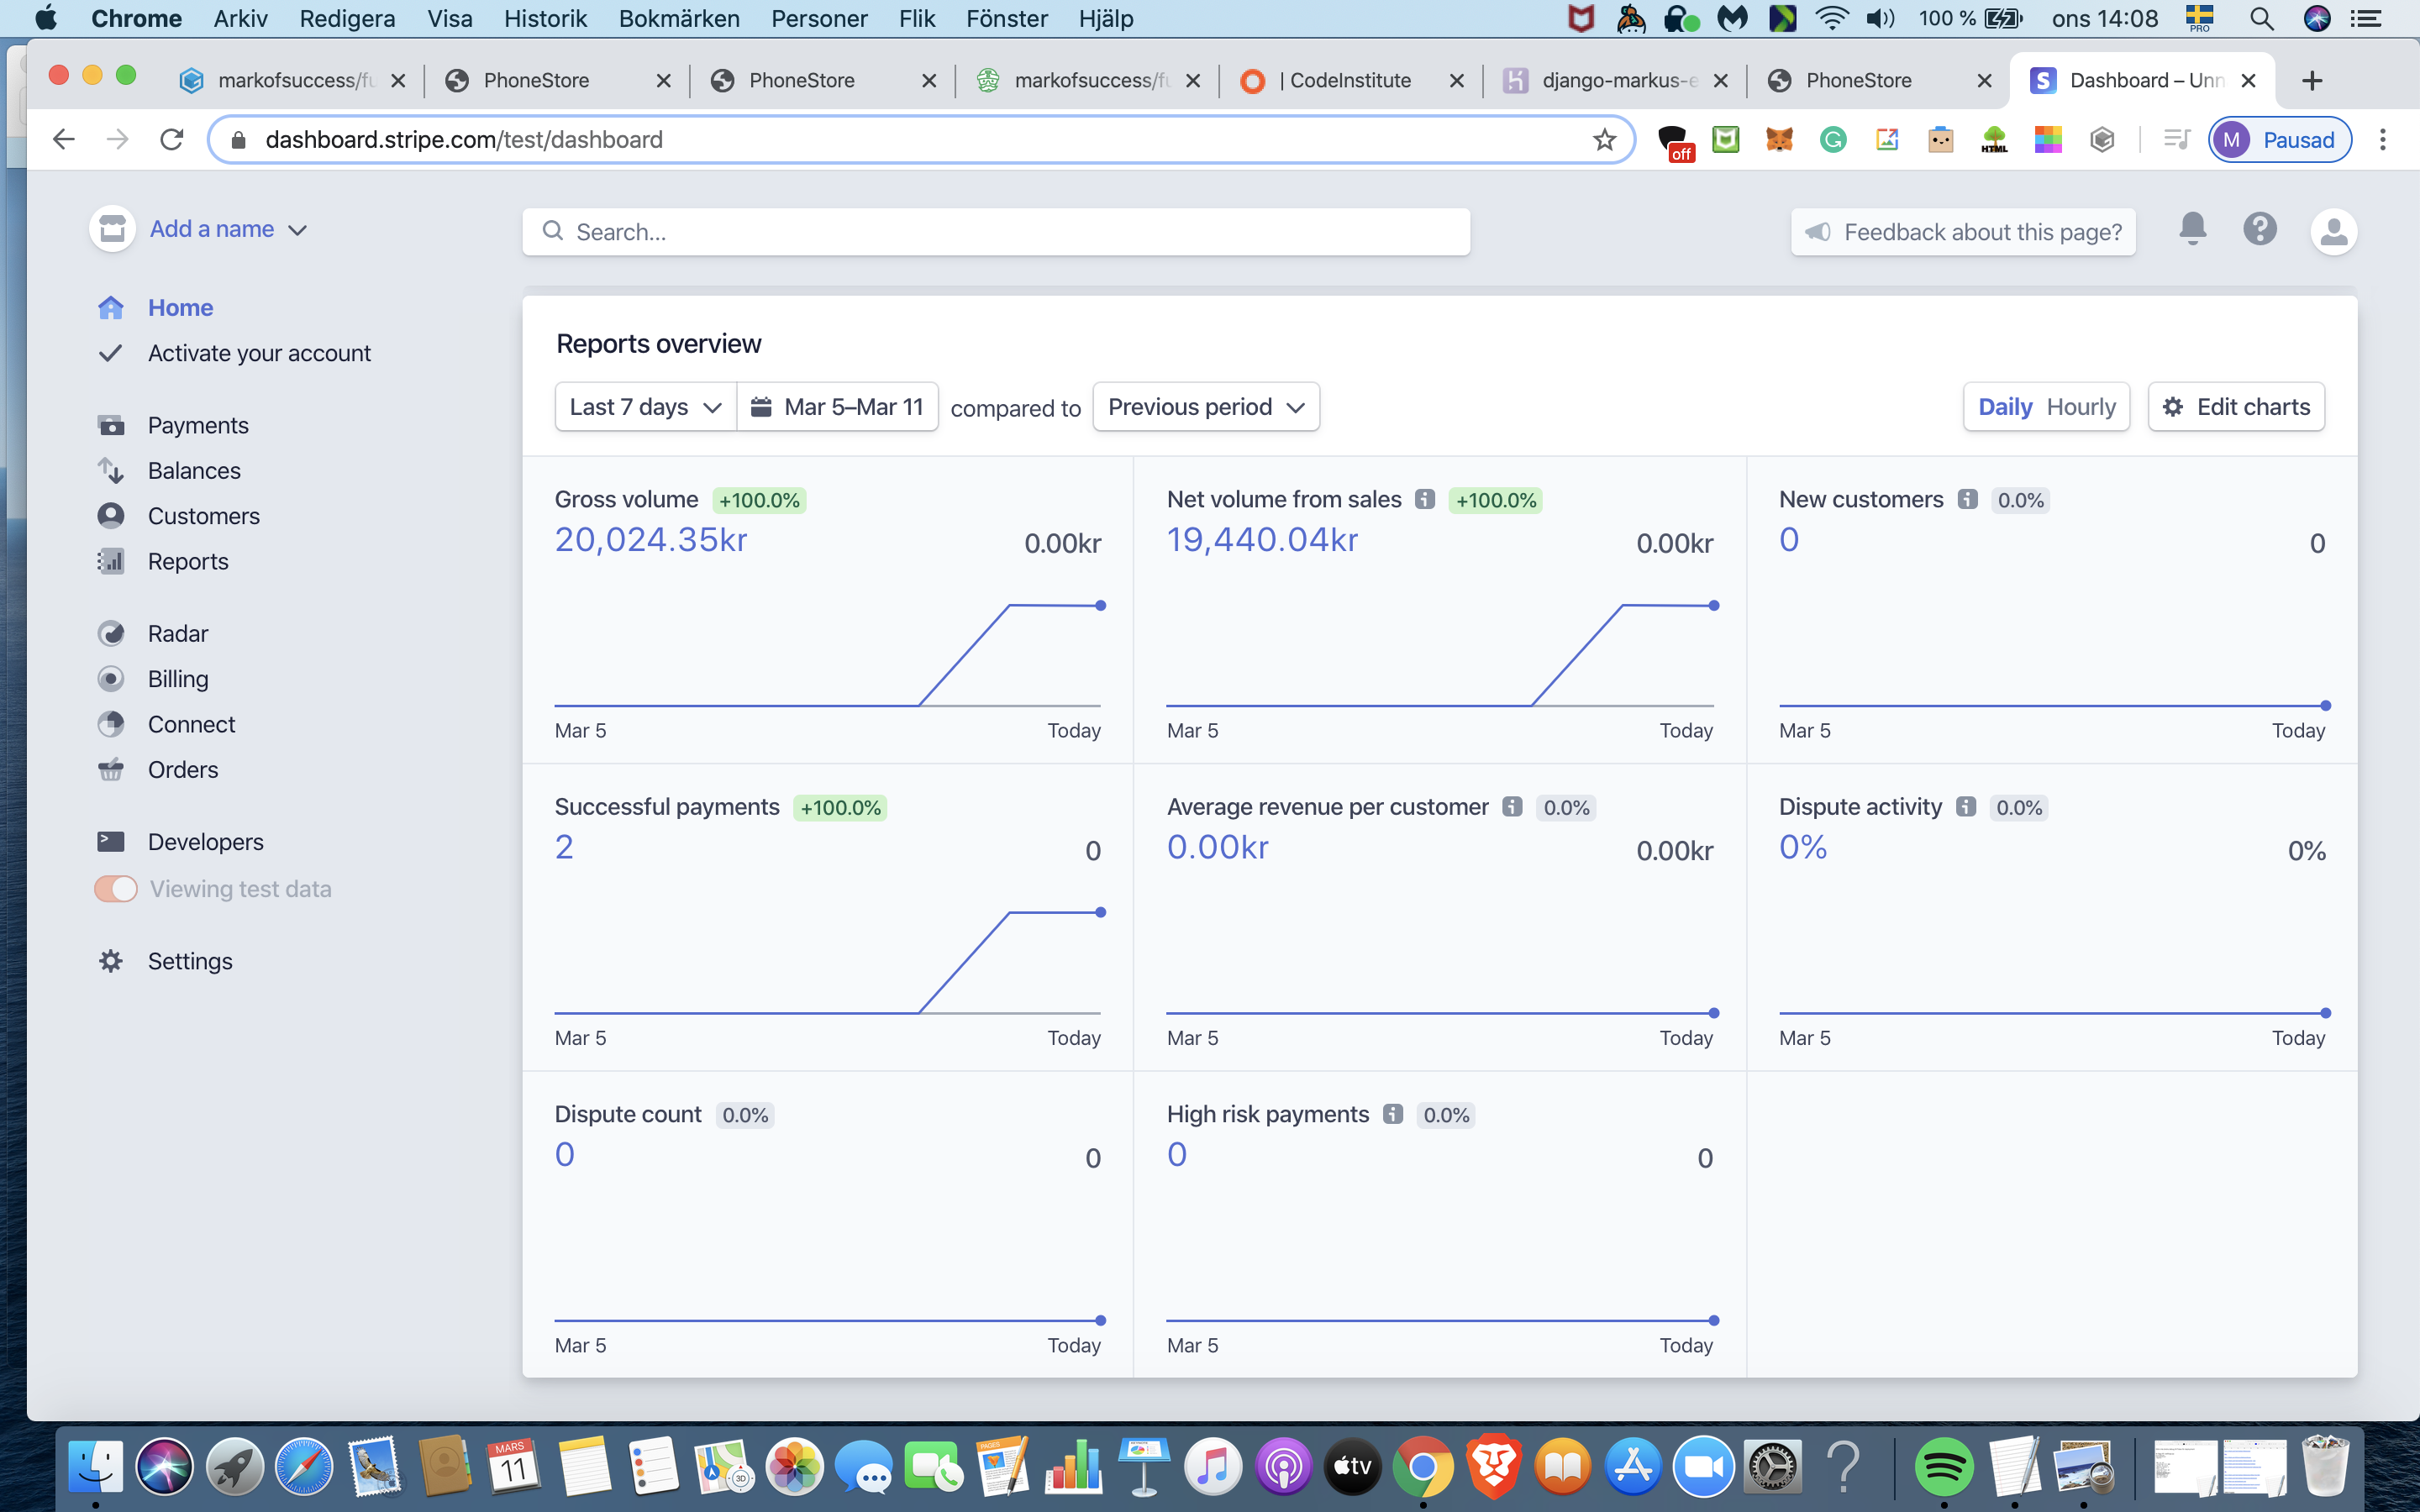 Chrome Arkiv Redigera Visa Historik Bokmärken Personer Flik Fönster Hjälp 100 % ons 14:08 PRO
markofsuccess/fu PhoneStore PhoneStore markofsuccess/fu | CodeInstitute django-markus-e PhoneStore Dashboard – Unn
dashboard.stripe.com/test/dashboard off HTML M Pausad
Add a name Search... Feedback about this page?
Home
Activate your account
Payments
Balances
Customers
Reports
Radar
Billing
Connect
Orders
Developers
Viewing test data
Settings
Reports overview
Last 7 days Mar 5–Mar 11 compared to Previous period Daily Hourly Edit charts
Gross volume +100.0%
20,024.35kr 0.00kr
Mar 5 Today
Net volume from sales +100.0%
19,440.04kr 0.00kr
Mar 5 Today
New customers 0.0%
0 0
Mar 5 Today
Successful payments +100.0%
2 0
Mar 5 Today
Average revenue per customer 0.0%
0.00kr 0.00kr
Mar 5 Today
Dispute activity 0.0%
0% 0%
Mar 5 Today
Dispute count 0.0%
0 0
Mar 5 Today
High risk payments 0.0%
0 0
Mar 5 Today
MARS
11
3D
PAGES
tv